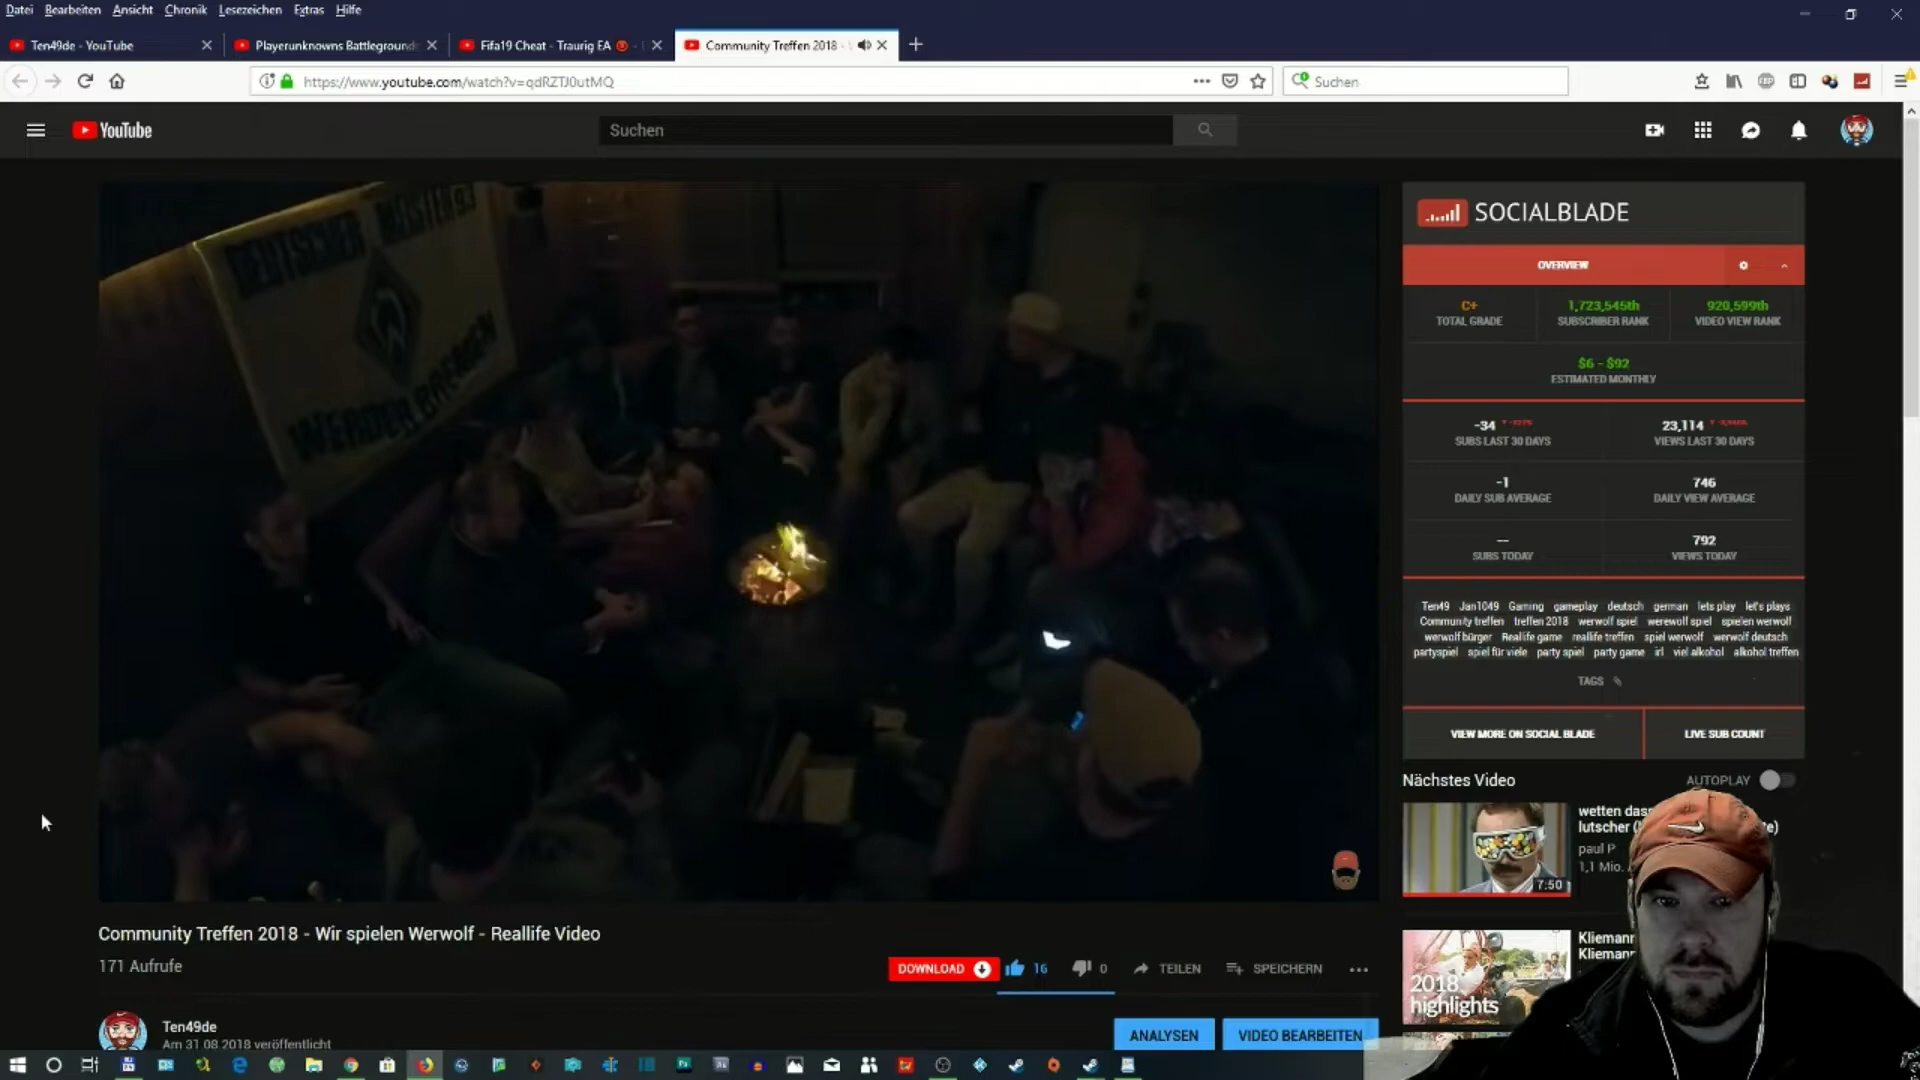 Datei Bearbeiten Ansicht Chronik Lesezeichen Extras Hilfe
Ten49de - YouTube
Playerunknowns Battleground
Fifa19 Cheat - Traurig EA
Community Treffen 2018 -
https://www.youtube.com/watch?v=qdRZTJ0utMQ
Suchen
YouTube
Suchen
DEUTSCHER MEISTER 93
WERDER BREMEN
SOCIALBLADE
OVERVIEW
C+ 1,723,545th 920,599th
TOTAL GRADE SUBSCRIBER RANK VIDEO VIEW RANK
$6 - $92
ESTIMATED MONTHLY
-34 23,114
SUBS LAST 30 DAYS VIEWS LAST 30 DAYS
-1 746
DAILY SUB AVERAGE DAILY VIEW AVERAGE
-- 792
SUBS TODAY VIEWS TODAY
Ten49 Jan1049 Gaming gameplay deutsch german lets play let's plays
Community treffen treffen 2018 werwolf spiel werewolf spiel spielen werwolf
werwolf bürger Reallife game reallife treffen spiel werwolf werwolf deutsch
partyspiel spiel für viele party spiel party game irl viel alkohol alkohol treffen
TAGS
VIEW MORE ON SOCIAL BLADE LIVE SUB COUNT
Nächstes Video AUTOPLAY
wetten dass
lutscher
paul P
1,1 Mio.
7:50
Kliemann
Kliemann
2018
highlights
Community Treffen 2018 - Wir spielen Werwolf - Reallife Video
171 Aufrufe
DOWNLOAD 16 0 TEILEN SPEICHERN
Ten49de
Am 31.08.2018 veröffentlicht
ANALYSEN VIDEO BEARBEITEN